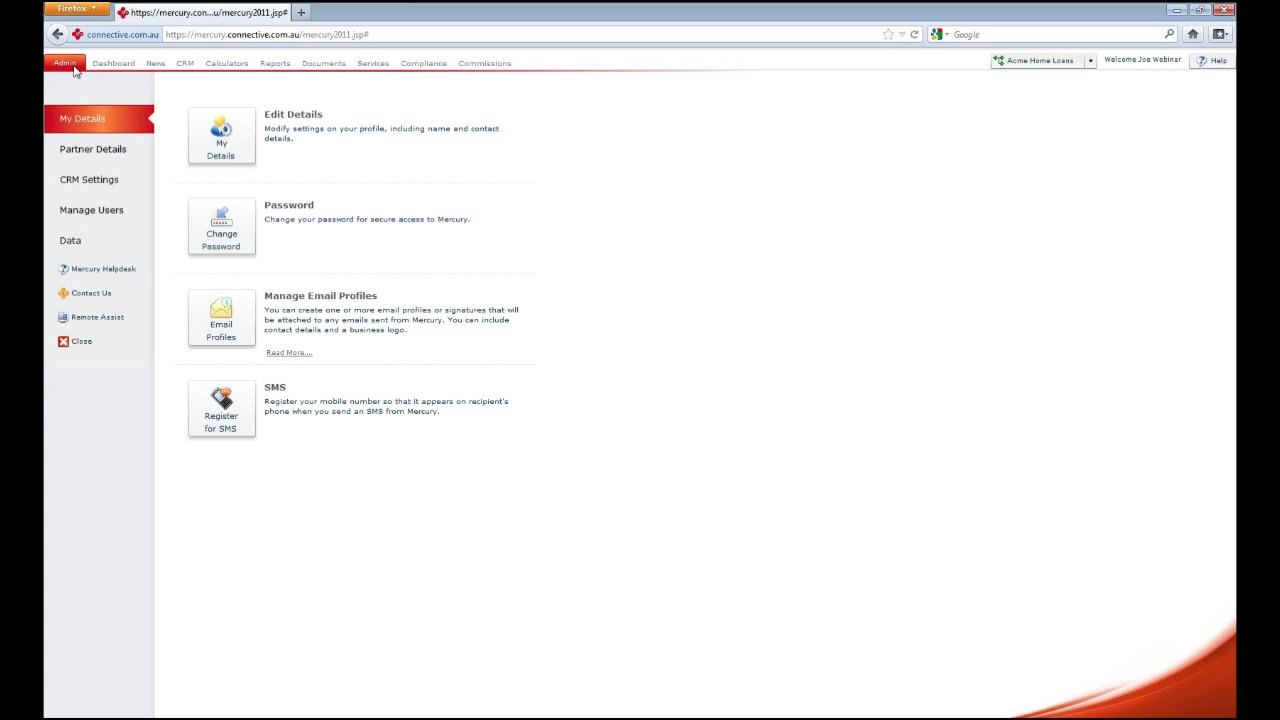 Firefox
https://mercury.con...u/mercury2011.jsp#
connective.com.au
https://mercury.connective.com.au/mercury2011.jsp#
Google
Admin
Dashboard
News
CRM
Calculators
Reports
Documents
Services
Compliance
Commissions
Acme Home Loans
Welcome Joe Webinar
Help
My Details
Partner Details
CRM Settings
Manage Users
Data
Mercury Helpdesk
Contact Us
Remote Assist
Close
My
Details
Edit Details
Modify settings on your profile, including name and contact
details.
Change
Password
Password
Change your password for secure access to Mercury.
Email
Profiles
Manage Email Profiles
You can create one or more email profiles or signatures that will
be attached to any emails sent from Mercury. You can include
contact details and a business logo.
Read More....
Register
for SMS
SMS
Register your mobile number so that it appears on recipient's
phone when you send an SMS from Mercury.